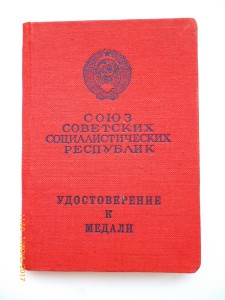 СОЮЗ
СОВЕТСКИХ
СОЦИАЛИСТИЧЕСКИХ
РЕСПУБЛИК
УДОСТОВЕРЕНИЕ
К
МЕДАЛИ